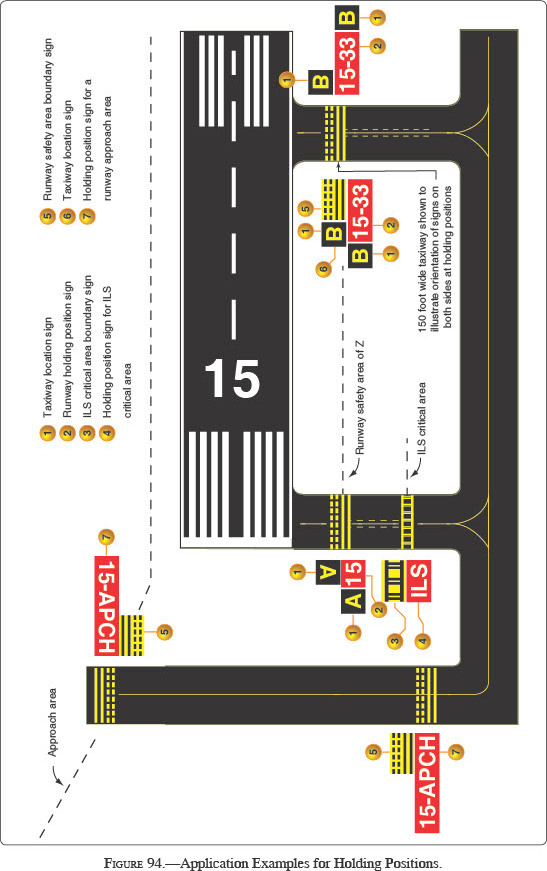 1 Taxiway location sign
2 Runway holding position sign
3 ILS critical area boundary sign
4 Holding position sign for ILS
critical area
5 Runway safety area boundary sign
6 Taxiway location sign
7 Holding position sign for a
runway approach area
Approach area
15-APCH
7
5
15
B
1
B
15-33
1
2
5
1
B
15-33
B
6
2
1
150 foot wide taxiway shown to
illustrate orientation of signs on
both sides at holding positions
Runway safety area of Z
ILS critical area
1
A
A
15
1
2
ILS
3
4
5
15-APCH
7
FIGURE 94.—Application Examples for Holding Positions.